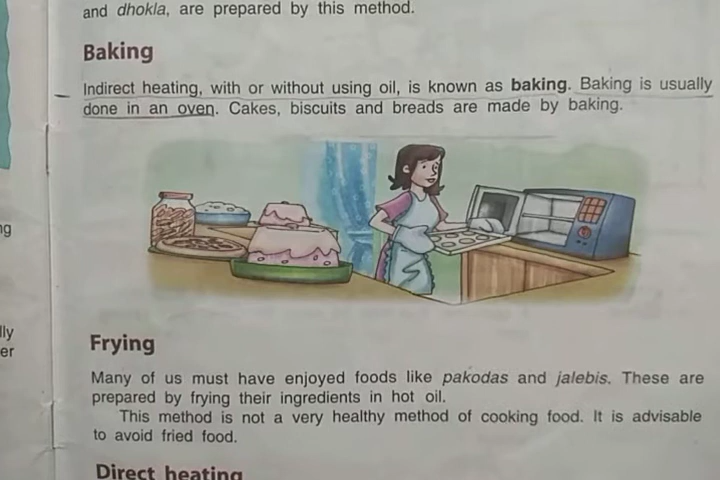 and dhokla, are prepared by this method.
Baking
Indirect heating, with or without using oil, is known as baking. Baking is usually
done in an oven. Cakes, biscuits and breads are made by baking.
ng
lly
er
Frying
Many of us must have enjoyed foods like pakodas and jalebis. These are
prepared by frying their ingredients in hot oil.
This method is not a very healthy method of cooking food. It is advisable
to avoid fried food.
Direct heating